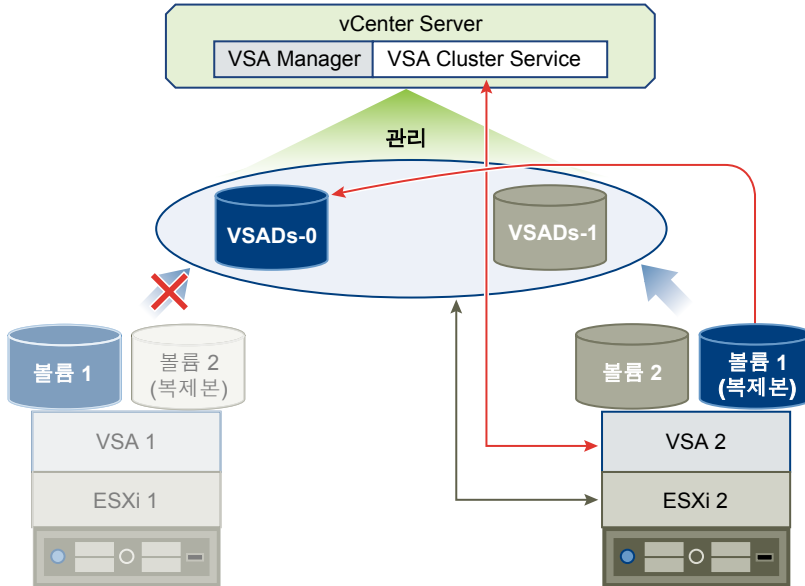 vCenter Server
VSA Manager
VSA Cluster Service
관리
VSADs-0
VSADs-1
볼륨 1
볼륨 2
(복제본)
볼륨 2
볼륨 1
(복제본)
VSA 1
VSA 2
ESXi 1
ESXi 2